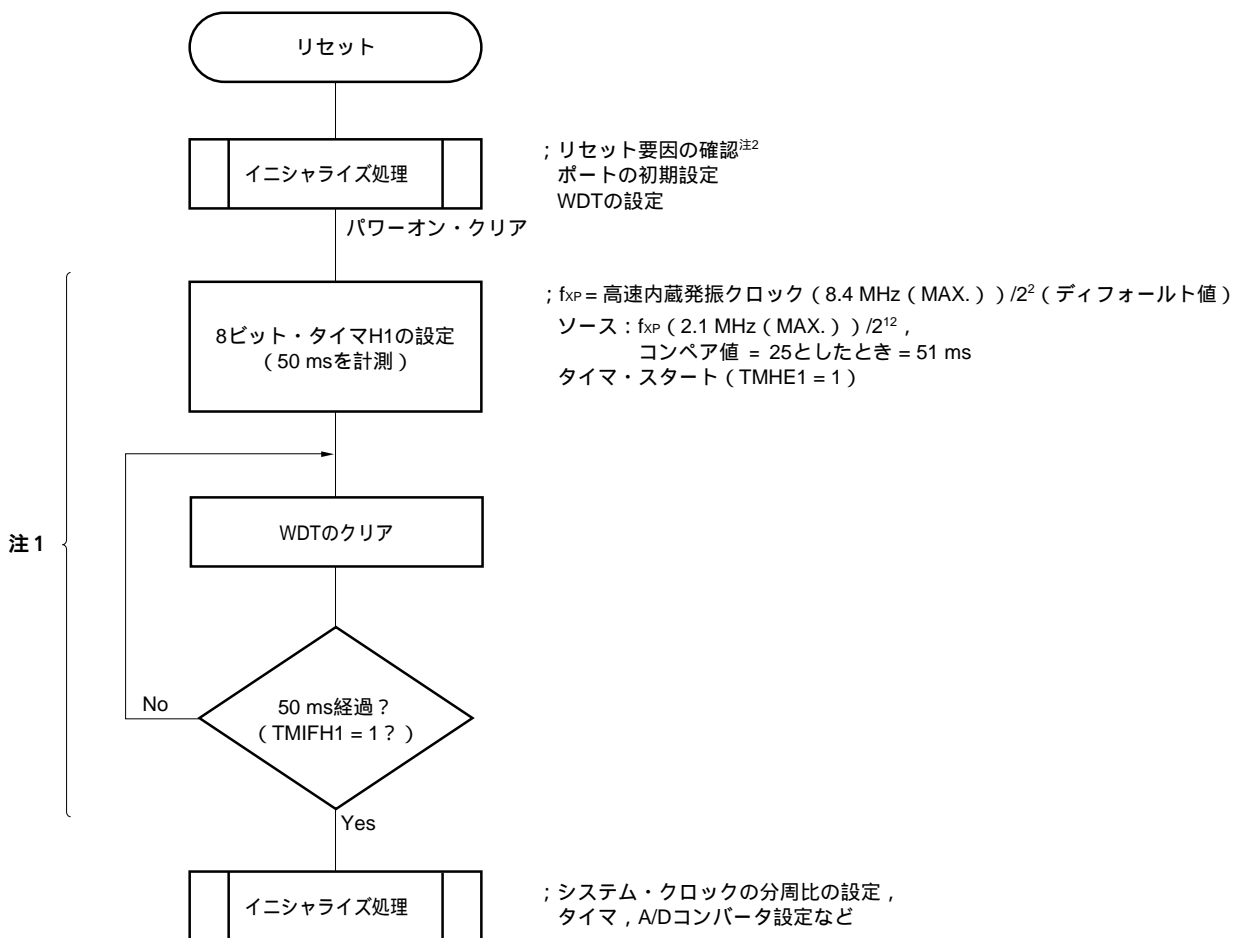 リセット
イニシャライズ処理
；リセット要因の確認注2
ポートの初期設定
WDTの設定
パワーオン・クリア
8ビット・タイマH1の設定
（50 msを計測）
；fXP = 高速内蔵発振クロック（8.4 MHz（MAX.））/2²（ディフォールト値）
ソース：fXP（2.1 MHz（MAX.））/2¹²，
コンペア値 = 25としたとき = 51 ms
タイマ・スタート（TMHE1 = 1）
注1
WDTのクリア
No
50 ms経過？
（TMIFH1 = 1？）
Yes
イニシャライズ処理
；システム・クロックの分周比の設定，
タイマ，A/Dコンバータ設定など